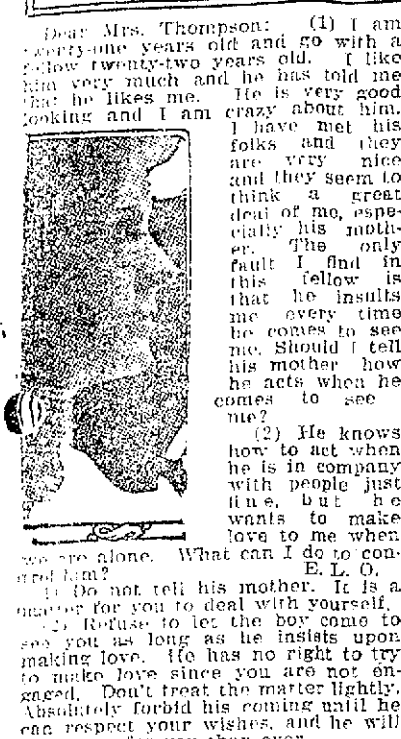 Dear Mrs. Thompson: (1) I am
twenty-one years old and go with a
fellow twenty-two years old. I like
him very much and he has told me
that he likes me. He is very good
looking and I am crazy about him.
I have met his
folks and they
are very nice
and they seem to
think a great
deal of me, espe-
cially his moth-
er. The only
fault I find in
this fellow is
that he insults
me every time
he comes to see
me. Should I tell
his mother how
he acts when he
comes to see
me?
(2) He knows
how to act when
he is in company
with people just
fine, but he
wants to make
love to me when
we are alone. What can I do to con-
trol him? E. L. O.
(1) Do not tell his mother. It is a
matter for you to deal with yourself.
(2) Refuse to let the boy come to
see you as long as he insists upon
making love. He has no right to try
to make love since you are not en-
gaged. Don't treat the matter lightly.
Absolutely forbid his coming until he
can respect your wishes, and he will
for you than ever